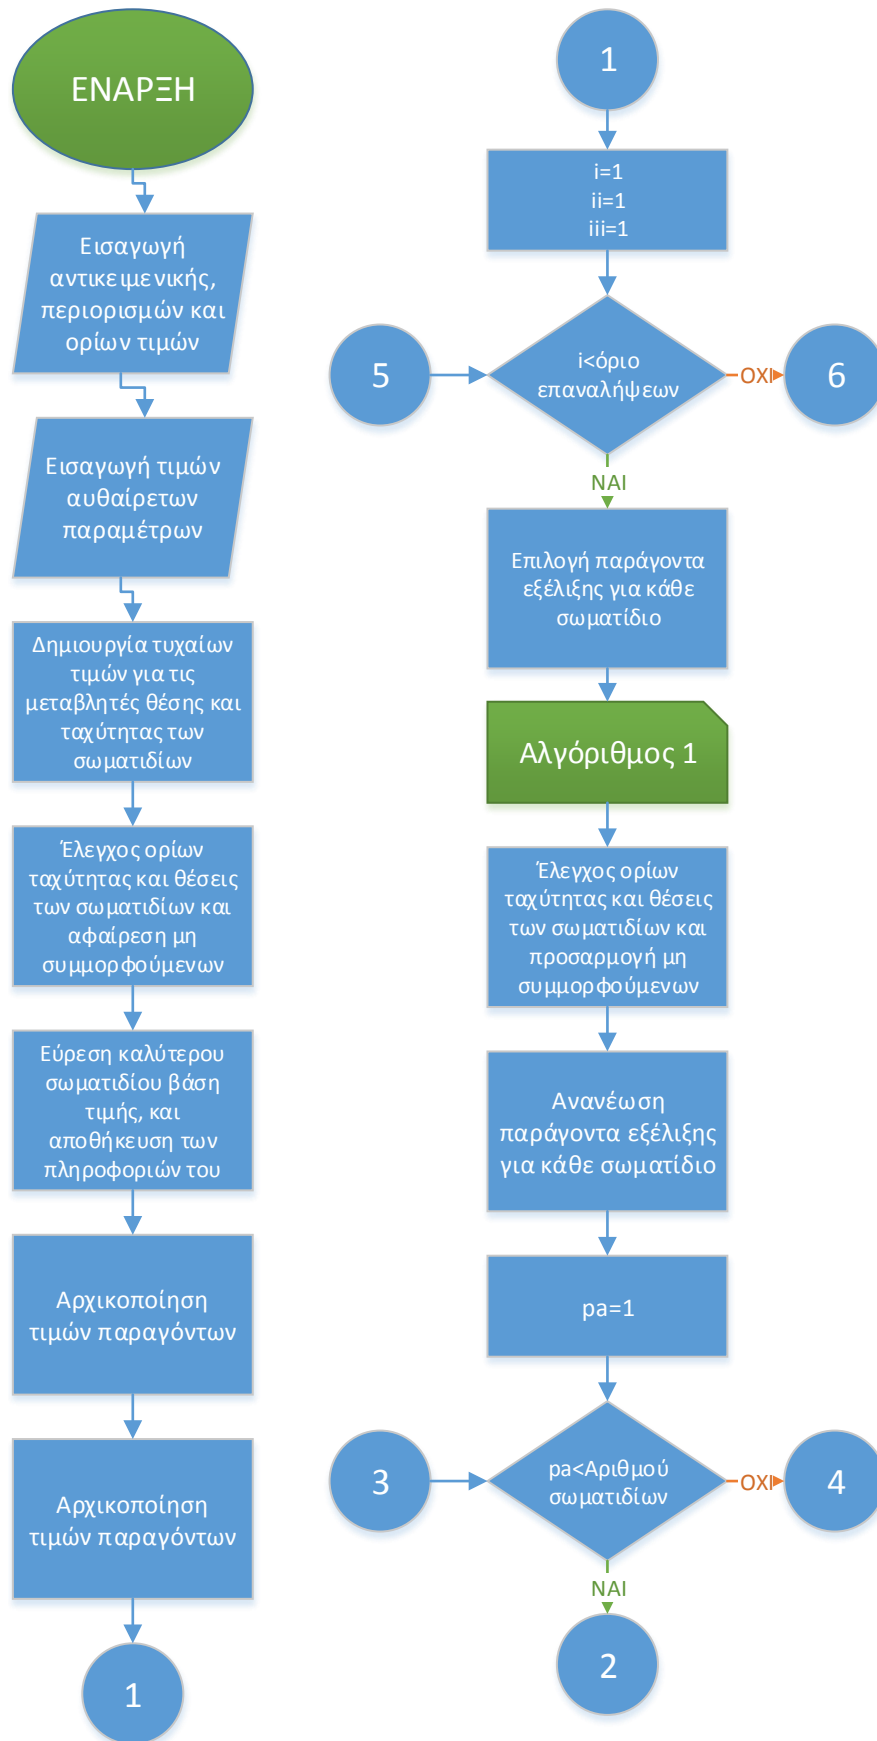 ΕΝΑΡΞΗ
Εισαγωγή
αντικειμενικής,
περιορισμών και
ορίων τιμών
Εισαγωγή τιμών
αυθαίρετων
παραμέτρων
Δημιουργία τυχαίων
τιμών για τις
μεταβλητές θέσης και
ταχύτητας των
σωματιδίων
Έλεγχος ορίων
ταχύτητας και θέσεις
των σωματιδίων και
αφαίρεση μη
συμμορφούμενων
Εύρεση καλύτερου
σωματιδίου βάση
τιμής, και
αποθήκευση των
πληροφοριών του
Αρχικοποίηση
τιμών παραγόντων
Αρχικοποίηση
τιμών παραγόντων
1
1
i=1
ii=1
iii=1
5
i<όριο
επαναλήψεων
ΟΧΙ
6
ΝΑΙ
Επιλογή παράγοντα
εξέλιξης για κάθε
σωματίδιο
Αλγόριθμος 1
Έλεγχος ορίων
ταχύτητας και θέσεις
των σωματιδίων και
προσαρμογή μη
συμμορφούμενων
Ανανέωση
παράγοντα εξέλιξης
για κάθε σωματίδιο
pa=1
3
pa<Αριθμού
σωματιδίων
ΟΧΙ
4
ΝΑΙ
2